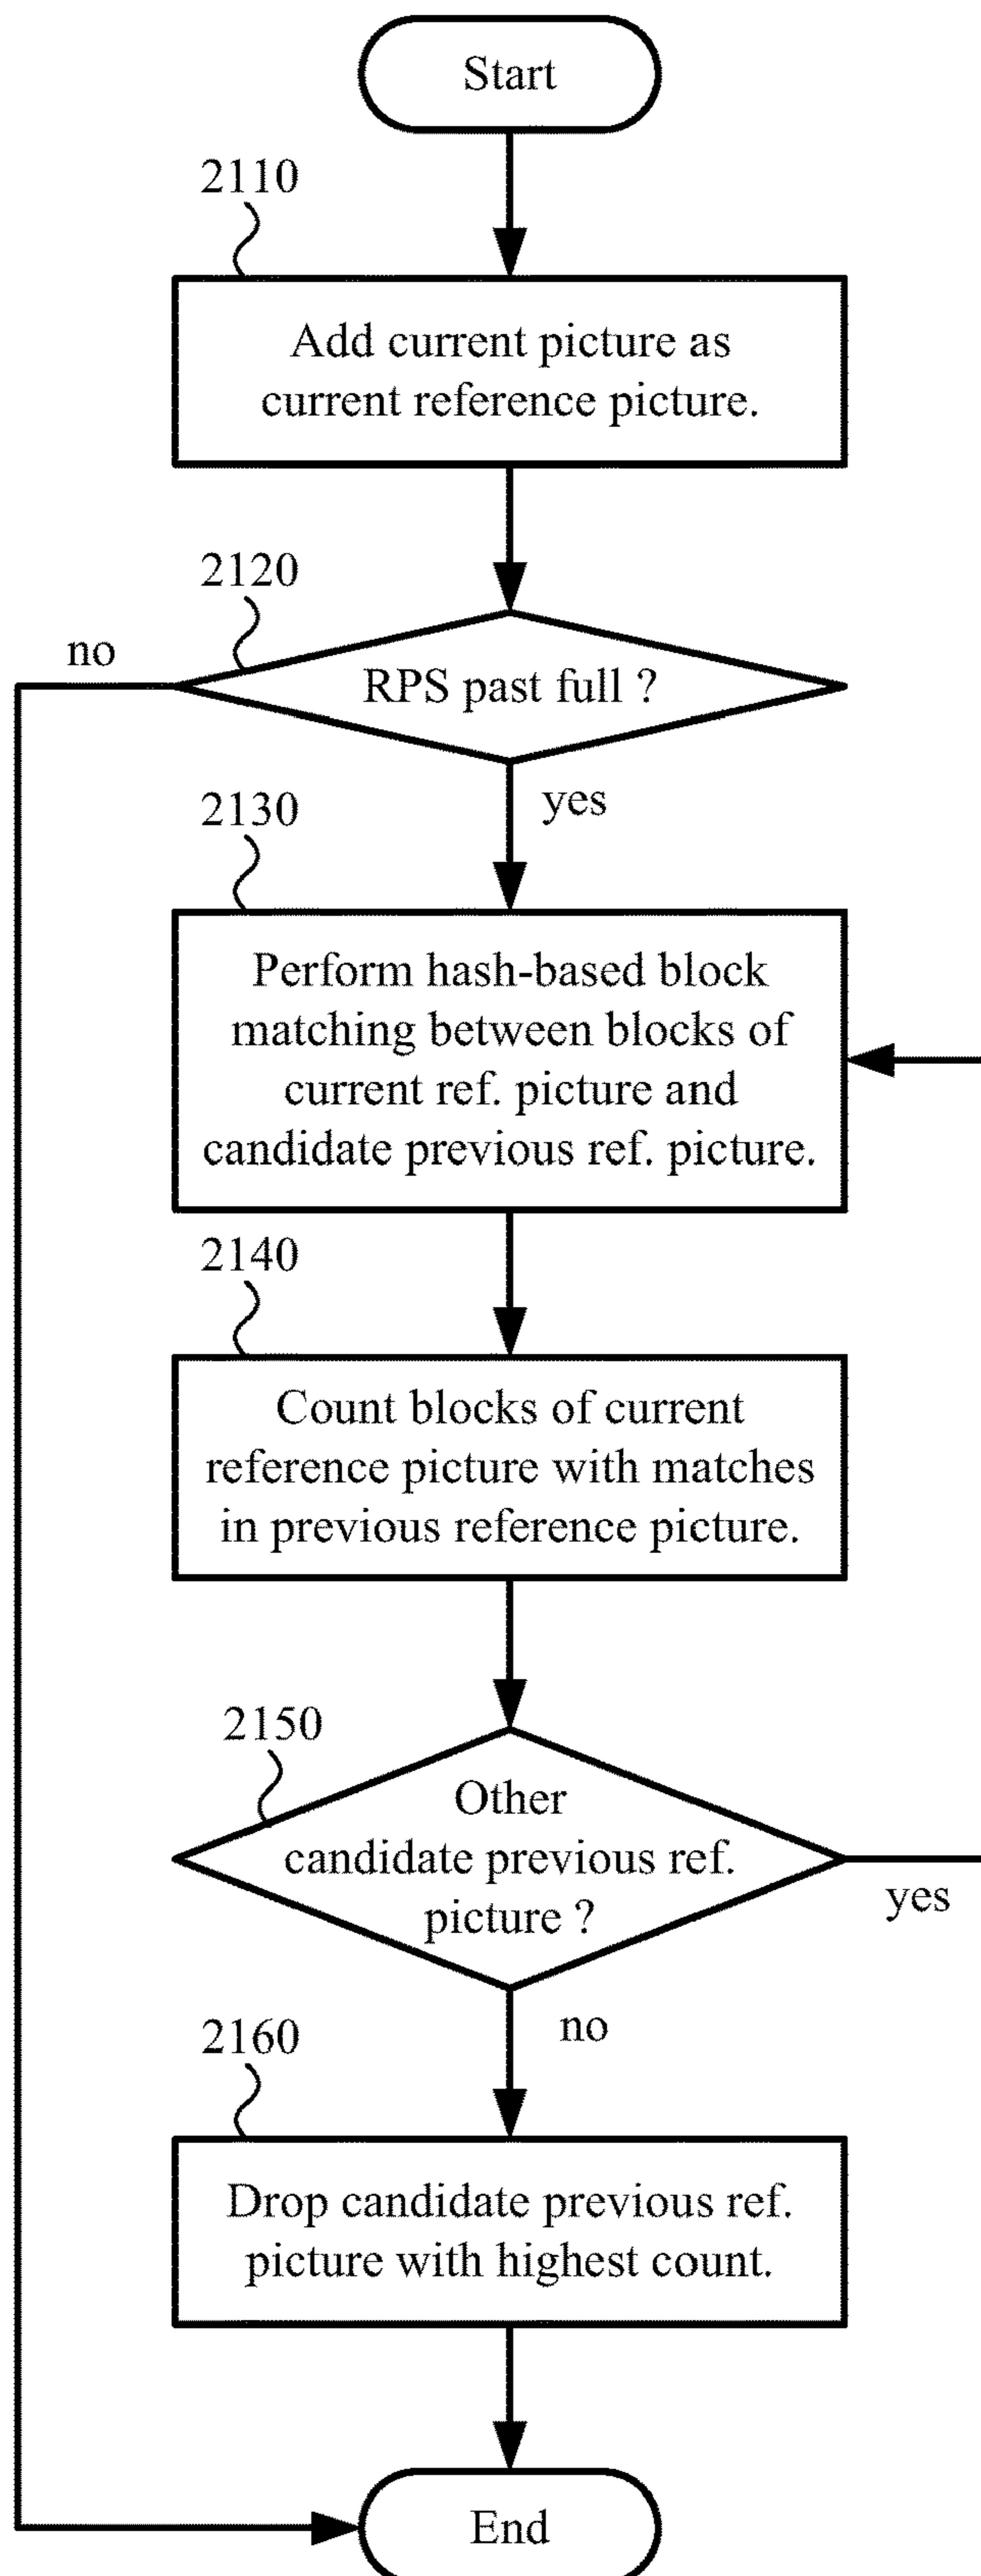 Start
2110
Add current picture as
current reference picture.
2120
no
RPS past full ?
yes
2130
Perform hash-based block
matching between blocks of
current ref. picture and
candidate previous ref. picture.
2140
Count blocks of current
reference picture with matches
in previous reference picture.
2150
Other
candidate previous ref.
picture ?
yes
no
2160
Drop candidate previous ref.
picture with highest count.
End